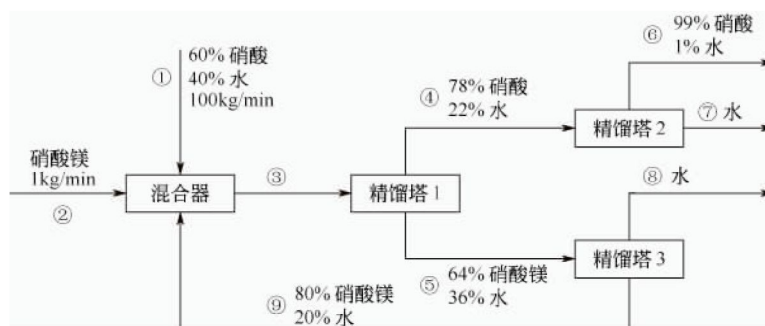 ①
60% 硝酸
40% 水
100kg/min
硝酸镁
1kg/min
②
混合器
③
精馏塔 1
④
78% 硝酸
22% 水
⑤
64% 硝酸镁
36% 水
精馏塔 2
⑥
99% 硝酸
1% 水
⑦ 水
精馏塔 3
⑧ 水
⑨
80% 硝酸镁
20% 水